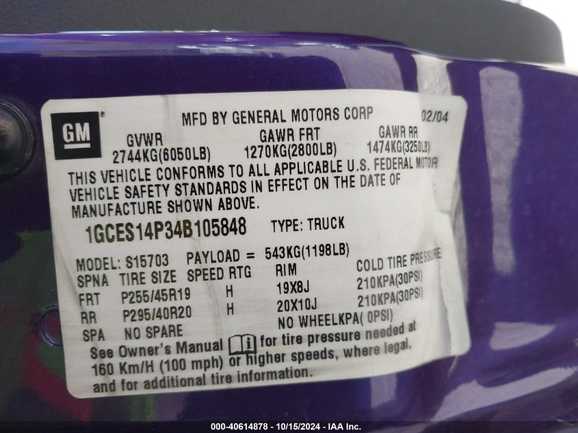 GM
MFD BY GENERAL MOTORS CORP 02/04
GVWR GAWR FRT GAWR RR
2744KG(6050LB) 1270KG(2800LB) 1474KG(3250LB)
THIS VEHICLE CONFORMS TO ALL APPLICABLE U.S. FEDERAL MOTOR
VEHICLE SAFETY STANDARDS IN EFFECT ON THE DATE OF
MANUFACTURE SHOWN ABOVE.
1GCES14P34B105848 TYPE: TRUCK
MODEL: S15703 PAYLOAD = 543KG(1198LB)
SPNA TIRE SIZE SPEED RTG RIM COLD TIRE PRESSURE
FRT P255/45R19 H 19X8J 210KPA(30PSI)
RR P295/40R20 H 20X10J 210KPA(30PSI)
SPA NO SPARE NO WHEELKPA( 0PSI)
See Owner's Manual for tire pressure needed at
160 Km/H (100 mph) or higher speeds, where legal.
and for additional tire information.
000-40614878 - 10/15/2024 - IAA Inc.